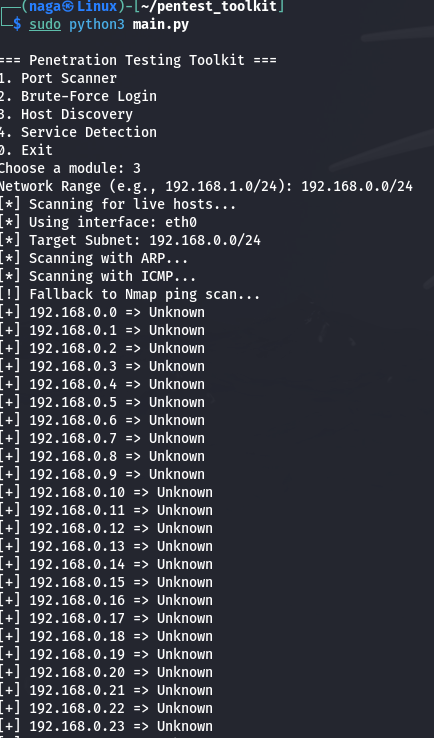 (naga㉿Linux)-[~/pentest_toolkit]
$ sudo python3 main.py
=== Penetration Testing Toolkit ===
1. Port Scanner
2. Brute-Force Login
3. Host Discovery
4. Service Detection
0. Exit
Choose a module: 3
Network Range (e.g., 192.168.1.0/24): 192.168.0.0/24
[*] Scanning for live hosts...
[*] Using interface: eth0
[*] Target Subnet: 192.168.0.0/24
[*] Scanning with ARP...
[*] Scanning with ICMP...
[!] Fallback to Nmap ping scan...
[+] 192.168.0.0 => Unknown
[+] 192.168.0.1 => Unknown
[+] 192.168.0.2 => Unknown
[+] 192.168.0.3 => Unknown
[+] 192.168.0.4 => Unknown
[+] 192.168.0.5 => Unknown
[+] 192.168.0.6 => Unknown
[+] 192.168.0.7 => Unknown
[+] 192.168.0.8 => Unknown
[+] 192.168.0.9 => Unknown
[+] 192.168.0.10 => Unknown
[+] 192.168.0.11 => Unknown
[+] 192.168.0.12 => Unknown
[+] 192.168.0.13 => Unknown
[+] 192.168.0.14 => Unknown
[+] 192.168.0.15 => Unknown
[+] 192.168.0.16 => Unknown
[+] 192.168.0.17 => Unknown
[+] 192.168.0.18 => Unknown
[+] 192.168.0.19 => Unknown
[+] 192.168.0.20 => Unknown
[+] 192.168.0.21 => Unknown
[+] 192.168.0.22 => Unknown
[+] 192.168.0.23 => Unknown